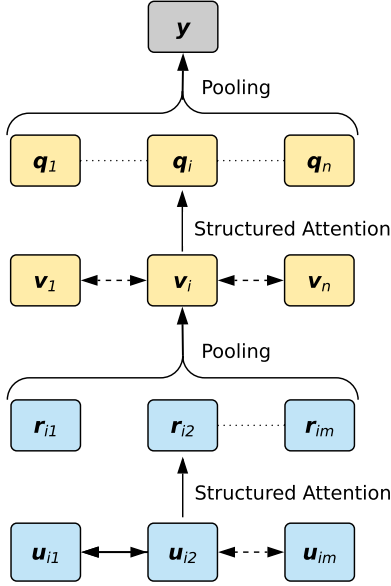 y
Pooling
q1 qi qn
Structured Attention
v1 vi vn
Pooling
ri1 ri2 rim
Structured Attention
ui1 ui2 uim